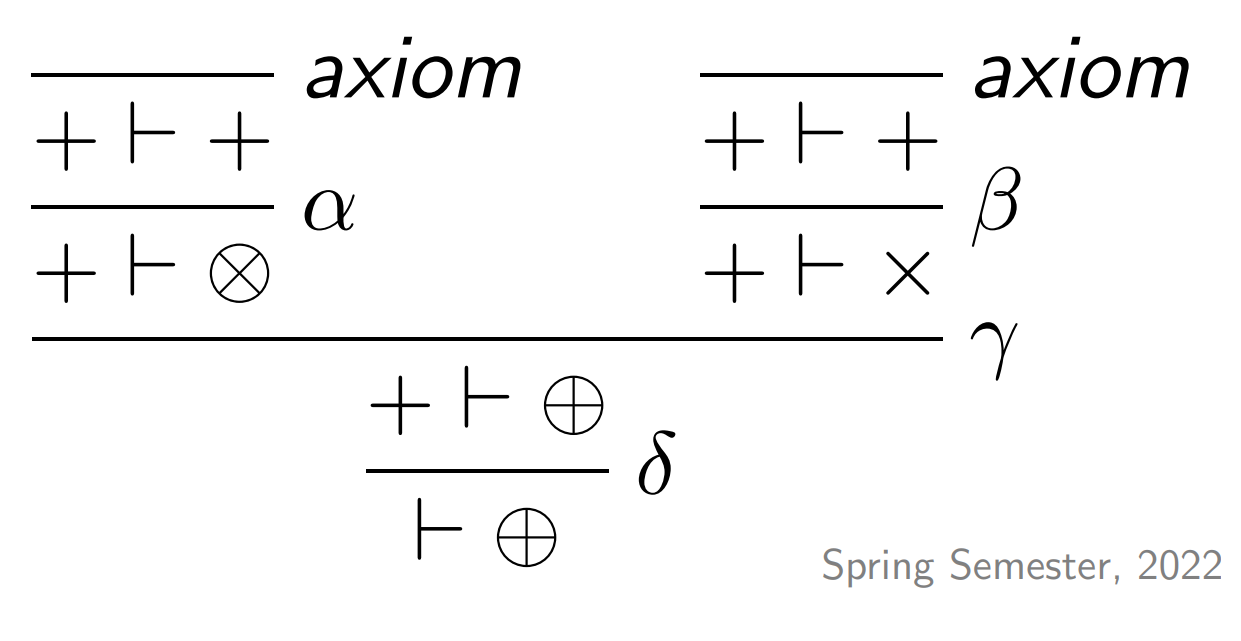 axiom axiom
+ ⊢ + + ⊢ +
α β
+ ⊢ ⊗ + ⊢ ×
γ
+ ⊢ ⊕
δ
⊢ ⊕
Spring Semester, 2022